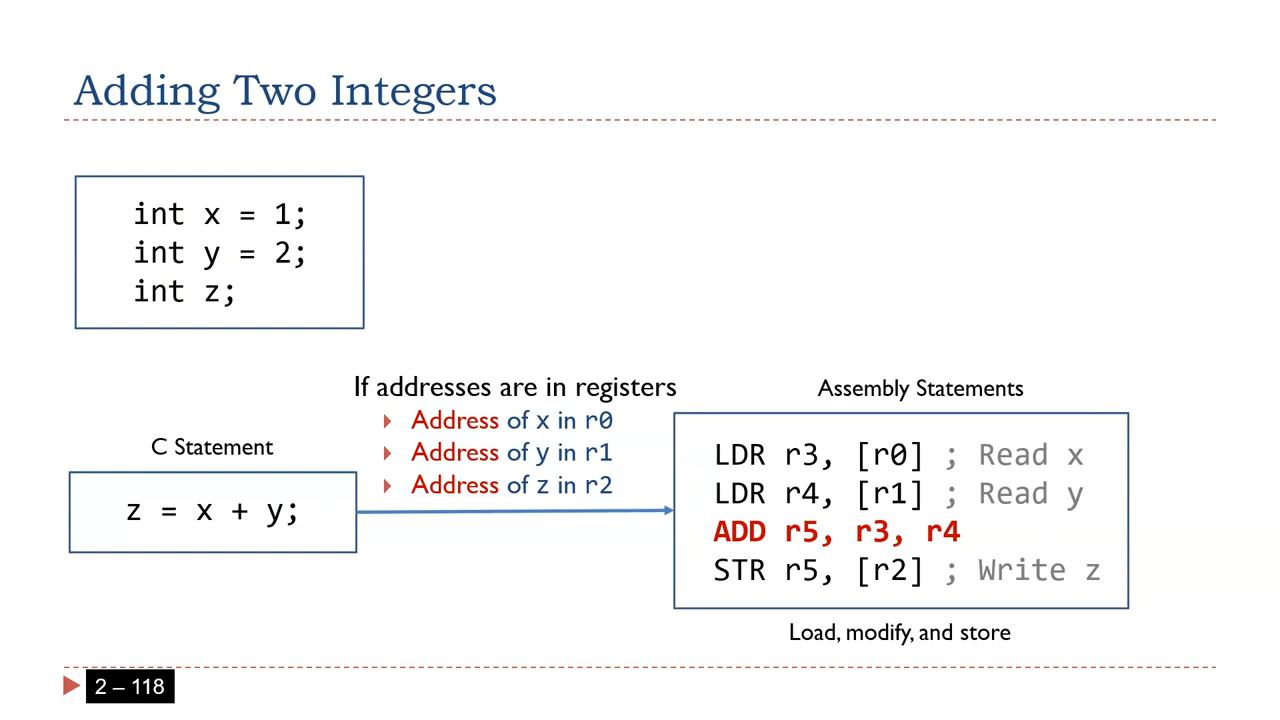 Adding Two Integers
int x = 1;
int y = 2;
int z;
If addresses are in registers
Address of x in r0
Address of y in r1
Address of z in r2
C Statement
z = x + y;
Assembly Statements
LDR r3, [r0] ; Read x
LDR r4, [r1] ; Read y
ADD r5, r3, r4
STR r5, [r2] ; Write z
Load, modify, and store
2 – 118